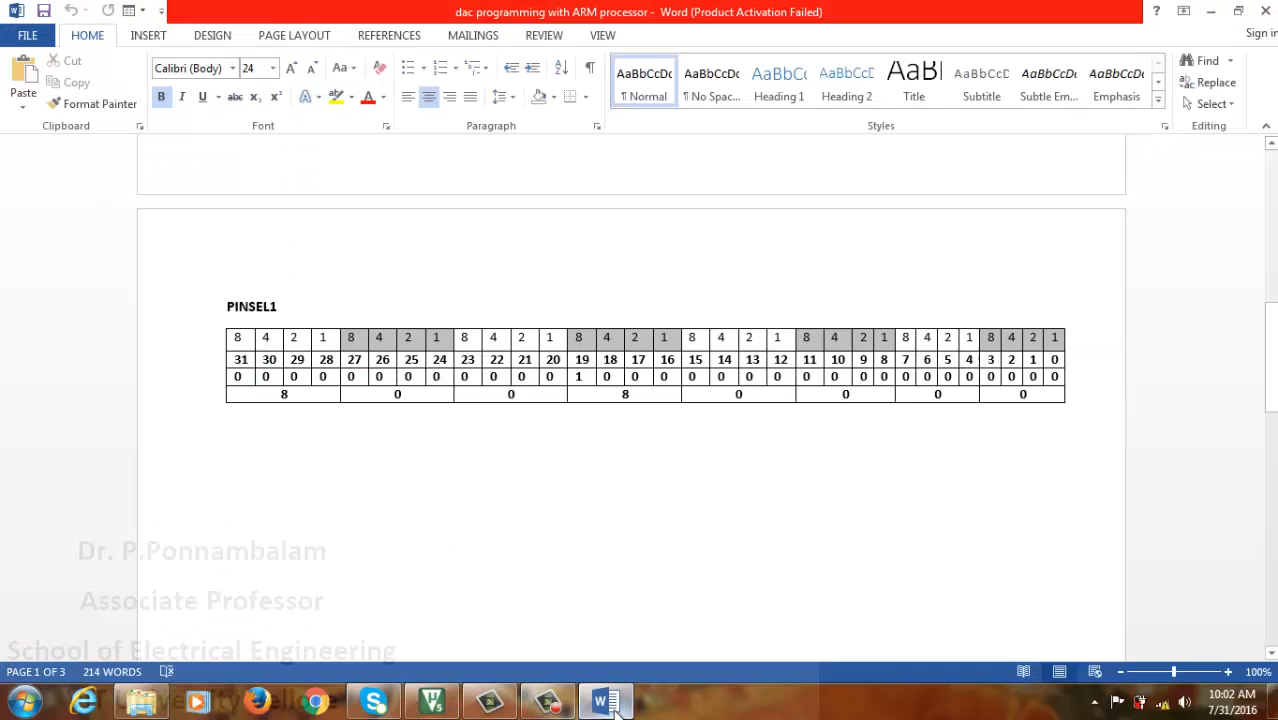 dac programming with ARM processor - Word (Product Activation Failed)
FILE HOME INSERT DESIGN PAGE LAYOUT REFERENCES MAILINGS REVIEW VIEW Sign in
Paste
Cut
Copy
Format Painter
Clipboard
Calibri (Body) 24
Font
Paragraph
AaBbCcDc AaBbCcDc AaBbC AaBbCcD AaBl AaBbCcD AaBbCcDc AaBbCcDc
¶ Normal ¶ No Spac... Heading 1 Heading 2 Title Subtitle Subtle Em... Emphasis
Styles
Find
Replace
Select
Editing
PINSEL1
8 4 2 1 8 4 2 1 8 4 2 1 8 4 2 1 8 4 2 1 8 4 2 1 8 4 2 1 8 4 2 1
31 30 29 28 27 26 25 24 23 22 21 20 19 18 17 16 15 14 13 12 11 10 9 8 7 6 5 4 3 2 1 0
0 0 0 0 0 0 0 0 0 0 0 0 1 0 0 0 0 0 0 0 0 0 0 0 0 0 0 0 0 0 0 0
8 0 0 8 0 0 0 0
Dr. P.Ponnambalam
Associate Professor
School of Electrical Engineering
PAGE 1 OF 3 214 WORDS 100%
10:02 AM
7/31/2016